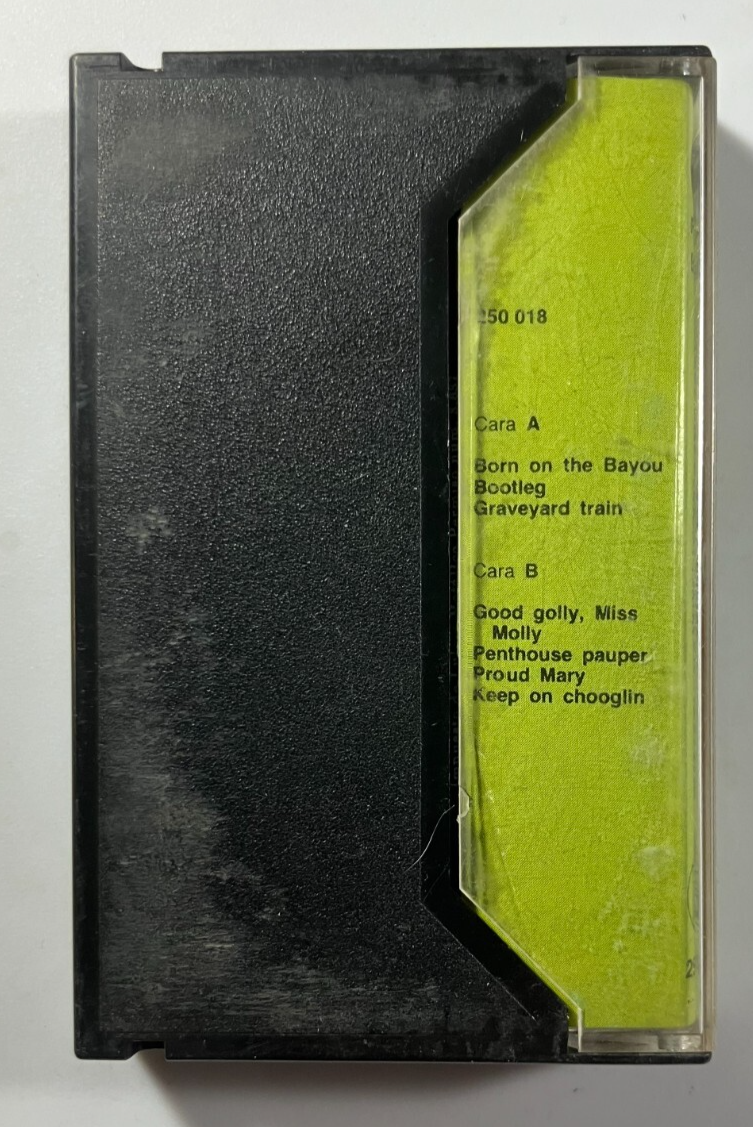 250 018
Cara A
Born on the Bayou
Bootleg
Graveyard train
Cara B
Good golly, Miss
Molly
Penthouse pauper
Proud Mary
Keep on chooglin